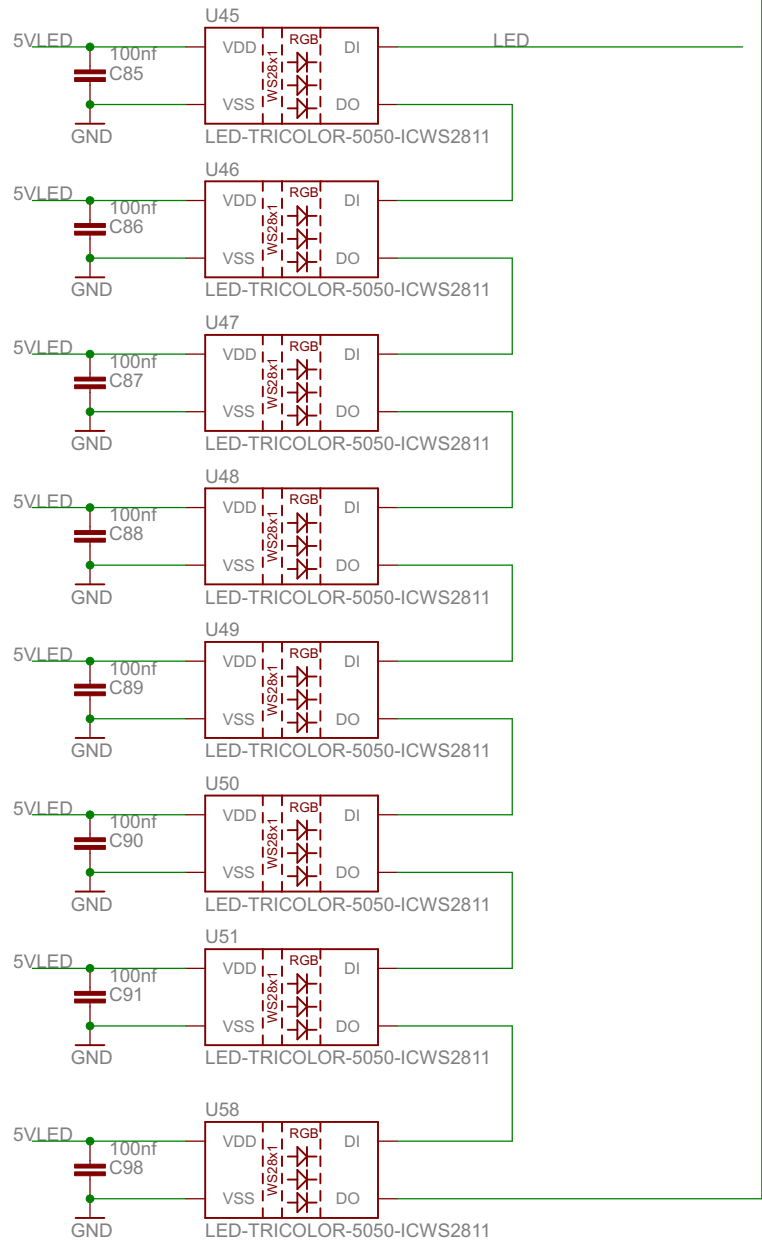 U45
5VLED
100nf
C85
GND
VDD
VSS
WS28x1
RGB
DI
DO
LED
LED-TRICOLOR-5050-ICWS2811
U46
5VLED
100nf
C86
GND
VDD
VSS
WS28x1
RGB
DI
DO
LED-TRICOLOR-5050-ICWS2811
U47
5VLED
100nf
C87
GND
VDD
VSS
WS28x1
RGB
DI
DO
LED-TRICOLOR-5050-ICWS2811
U48
5VLED
100nf
C88
GND
VDD
VSS
WS28x1
RGB
DI
DO
LED-TRICOLOR-5050-ICWS2811
U49
5VLED
100nf
C89
GND
VDD
VSS
WS28x1
RGB
DI
DO
LED-TRICOLOR-5050-ICWS2811
U50
5VLED
100nf
C90
GND
VDD
VSS
WS28x1
RGB
DI
DO
LED-TRICOLOR-5050-ICWS2811
U51
5VLED
100nf
C91
GND
VDD
VSS
WS28x1
RGB
DI
DO
LED-TRICOLOR-5050-ICWS2811
U58
5VLED
100nf
C98
GND
VDD
VSS
WS28x1
RGB
DI
DO
LED-TRICOLOR-5050-ICWS2811